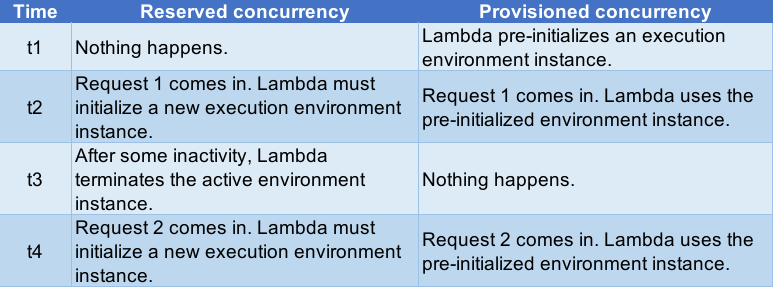 Time Reserved concurrency Provisioned concurrency
t1 Nothing happens. Lambda pre-initializes an execution
environment instance.
t2 Request 1 comes in. Lambda must
initialize a new execution environment
instance. Request 1 comes in. Lambda uses the
pre-initialized environment instance.
t3 After some inactivity, Lambda
terminates the active environment
instance. Nothing happens.
t4 Request 2 comes in. Lambda must
initialize a new execution environment
instance. Request 2 comes in. Lambda uses the
pre-initialized environment instance.